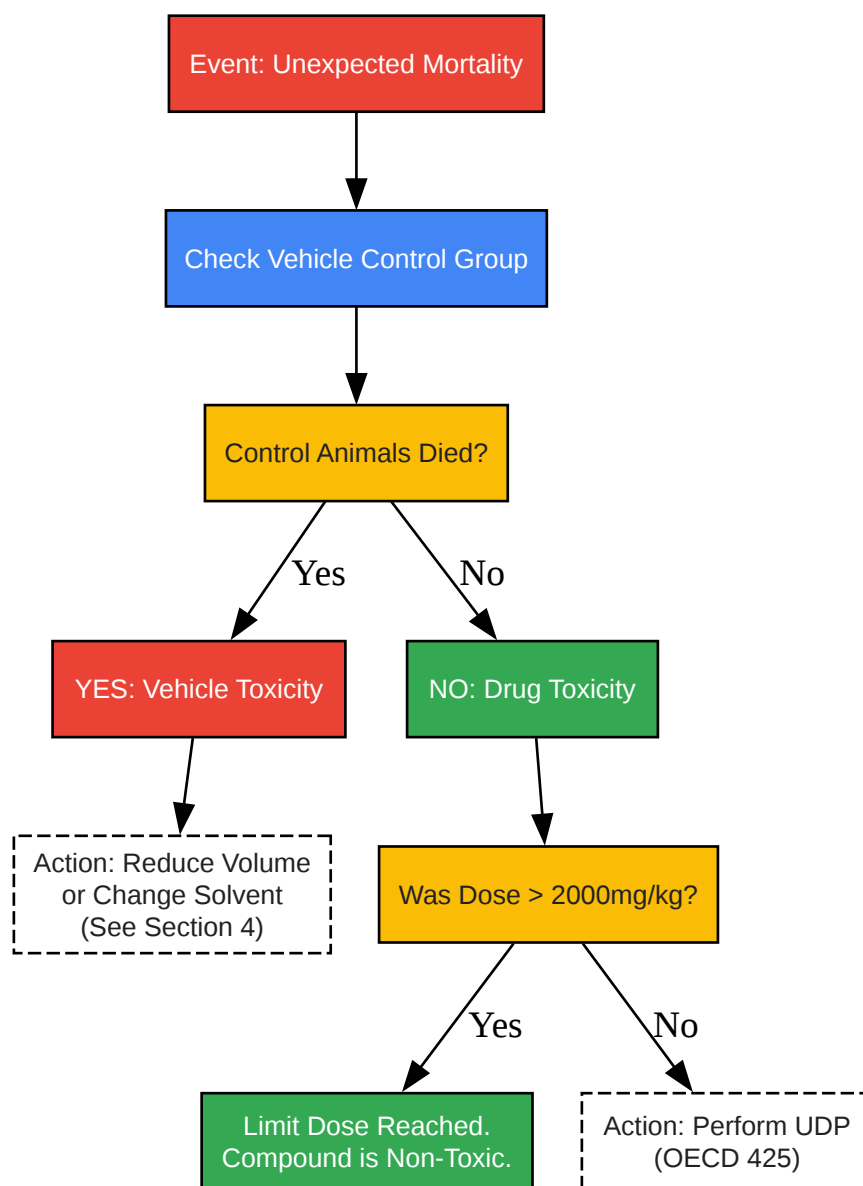 Event: Unexpected Mortality
Check Vehicle Control Group
Control Animals Died?
Yes
No
YES: Vehicle Toxicity
NO: Drug Toxicity
Action: Reduce Volume
or Change Solvent
(See Section 4)
Was Dose > 2000mg/kg?
Yes
No
Limit Dose Reached.
Compound is Non-Toxic.
Action: Perform UDP
(OECD 425)